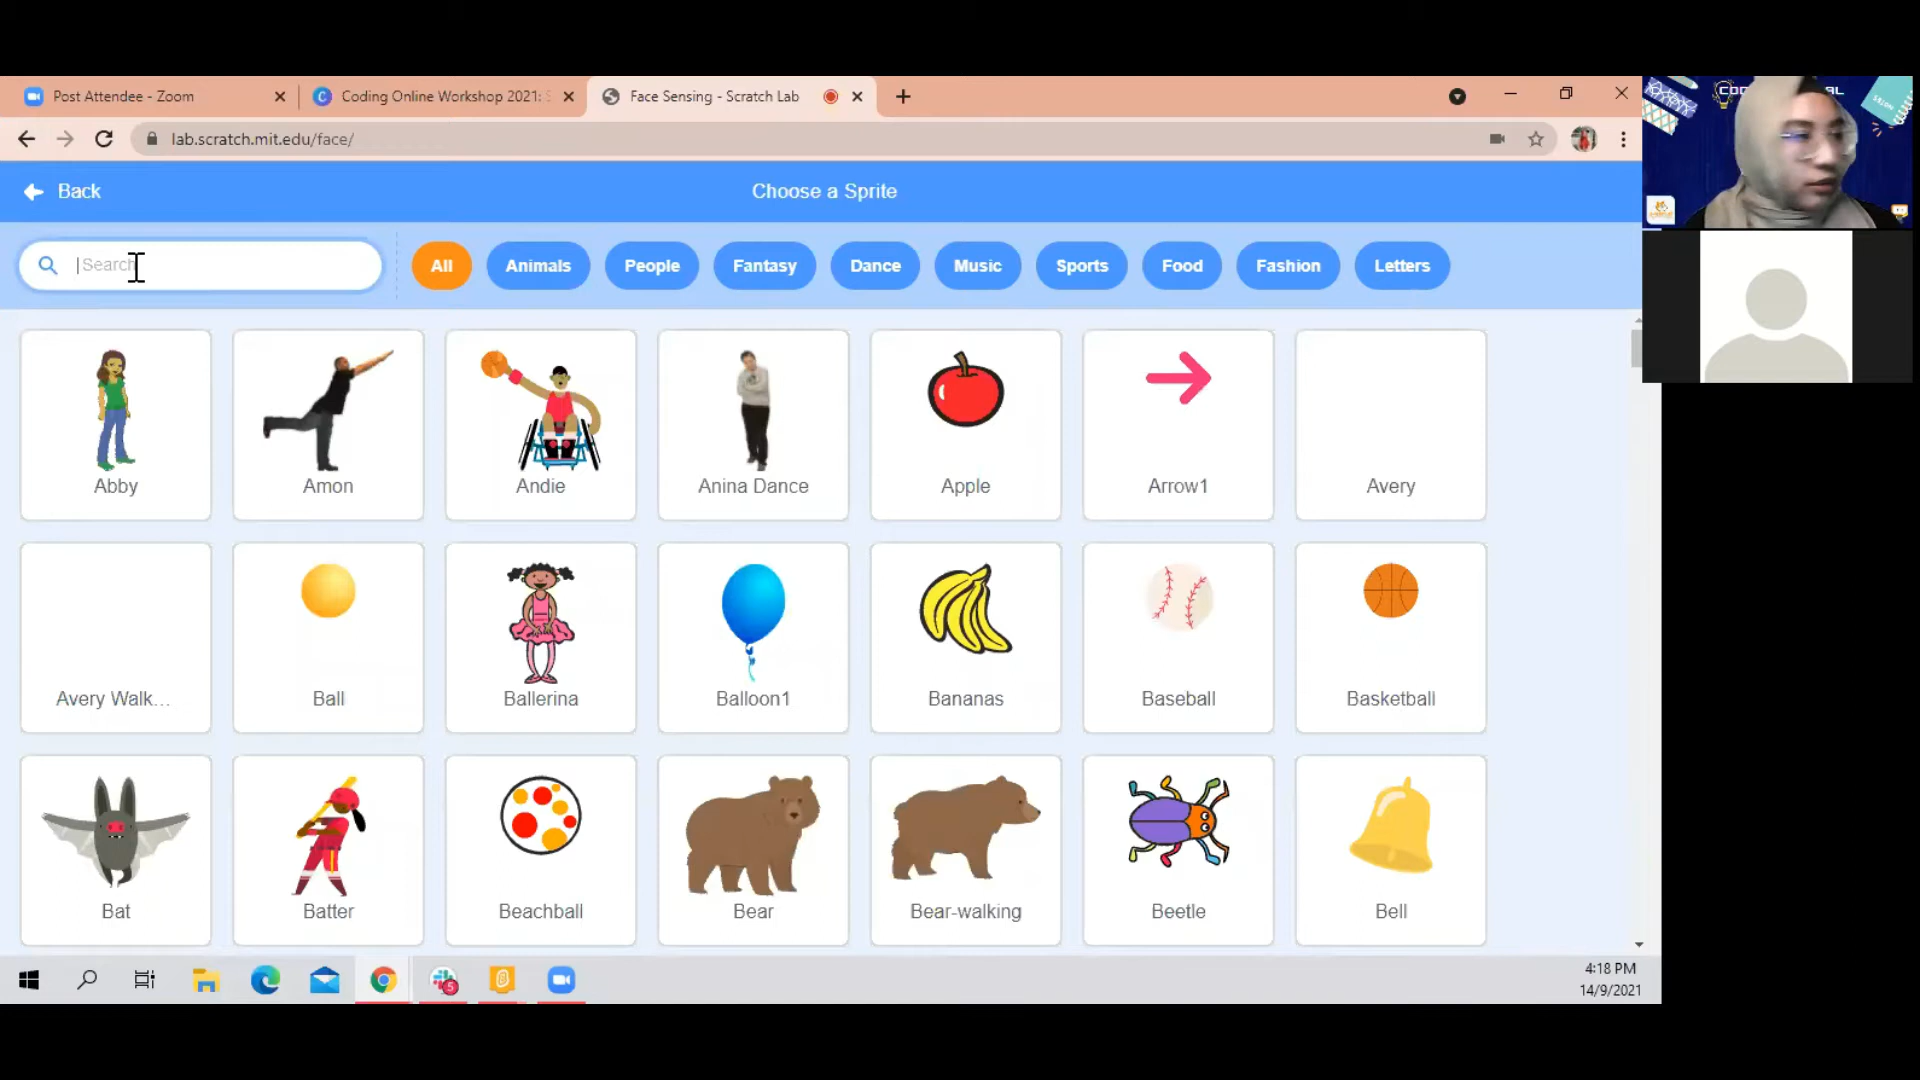 Post Attendee - Zoom
Coding Online Workshop 2021:
Face Sensing - Scratch Lab
lab.scratch.mit.edu/face/
Back
Choose a Sprite
Search
All
Animals
People
Fantasy
Dance
Music
Sports
Food
Fashion
Letters
Abby
Amon
Andie
Anina Dance
Apple
Arrow1
Avery
Avery Walk...
Ball
Ballerina
Balloon1
Bananas
Baseball
Basketball
Bat
Batter
Beachball
Bear
Bear-walking
Beetle
Bell
5
4:18 PM
14/9/2021
NOTES